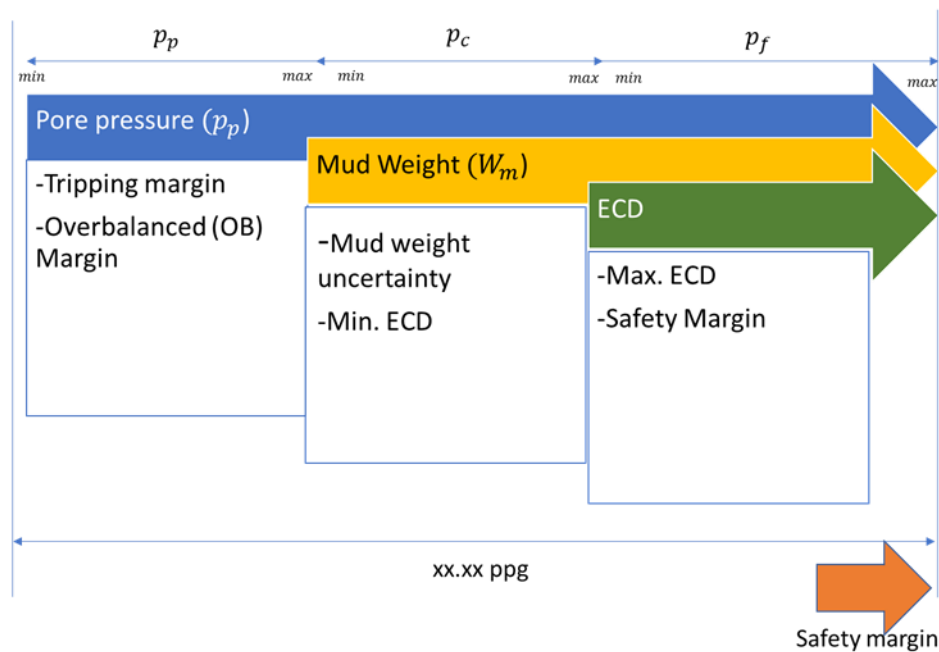 p_p p_c p_f
min max min max min max
Pore pressure (p_p)
Mud Weight (W_m)
ECD
-Tripping margin
-Overbalanced (OB)
Margin
-Mud weight
uncertainty
-Min. ECD
-Max. ECD
-Safety Margin
xx.xx ppg
Safety margin